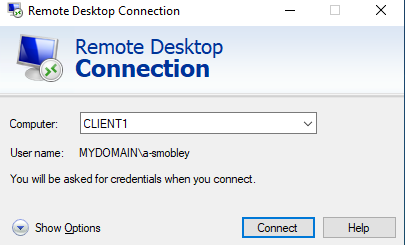 Remote Desktop Connection
Remote Desktop
Connection
Computer: CLIENT1
User name: MYDOMAIN\a-smobley
You will be asked for credentials when you connect.
Show Options Connect Help